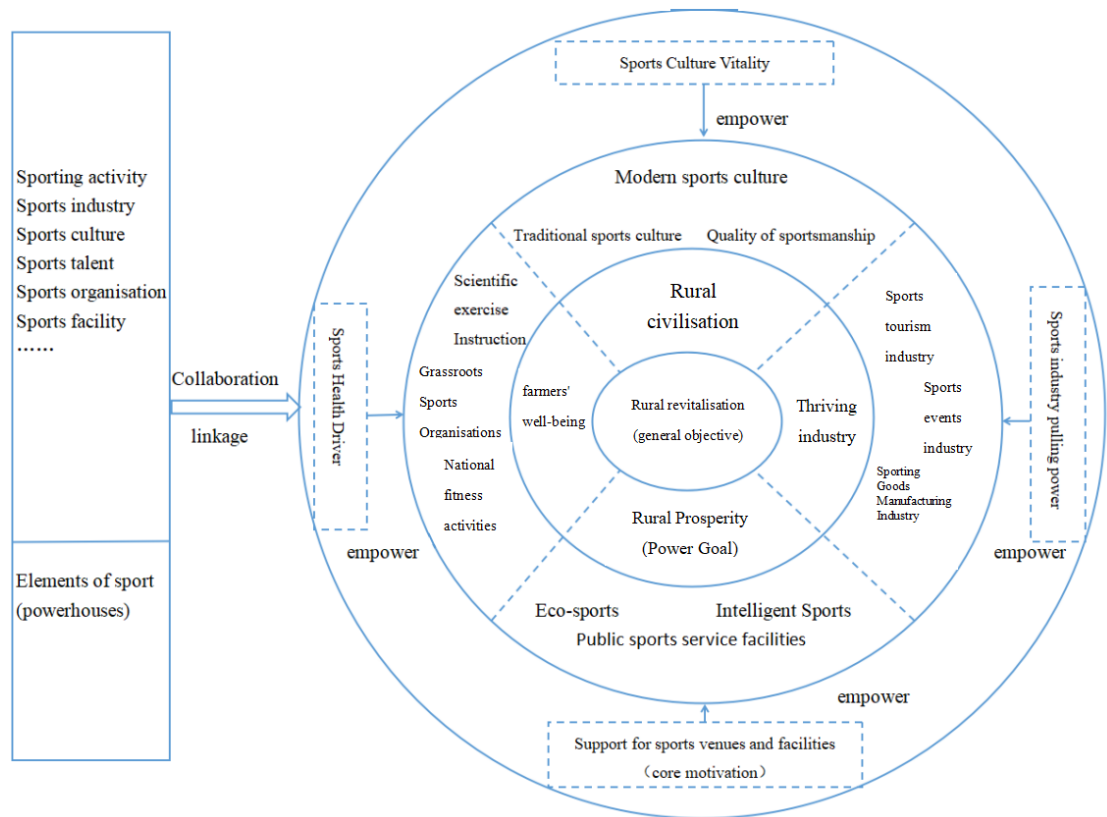 Sporting activity
Sports industry
Sports culture
Sports talent
Sports organisation
Sports facility
……
Elements of sport
(powerhouses)
Collaboration
linkage
Sports Health Driver
empower
Sports Culture Vitality
empower
Modern sports culture
Traditional sports culture
Quality of sportsmanship
Scientific
exercise
Instruction
Grassroots
Sports
Organisations
National
fitness
activities
Rural
civilisation
farmers'
well-being
Rural revitalisation
(general objective)
Thriving
industry
Rural Prosperity
(Power Goal)
Sports
tourism
industry
Sports
events
industry
Sporting
Goods
Manufacturing
Industry
Sports industry pulling power
empower
Eco-sports
Intelligent Sports
Public sports service facilities
empower
Support for sports venues and facilities
（core motivation）